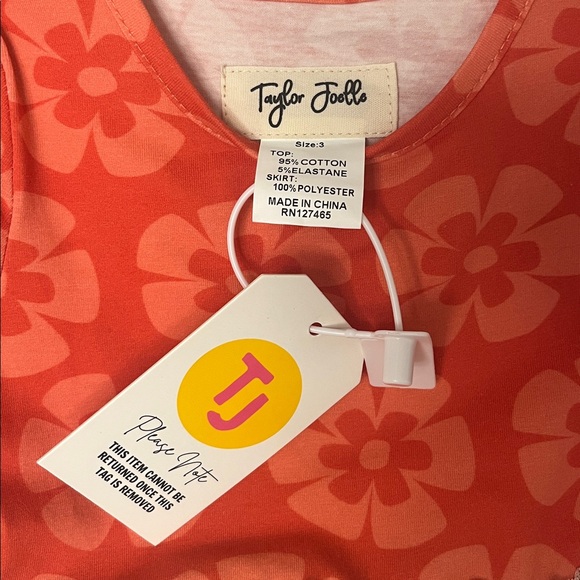 Taylor Joelle
Size:3
TOP:
95%COTTON
5%ELASTANE
SKIRT:
100%POLYESTER
MADE IN CHINA
RN127465
TJ
Please Note
THIS ITEM CANNOT BE
RETURNED ONCE THIS
TAG IS REMOVED